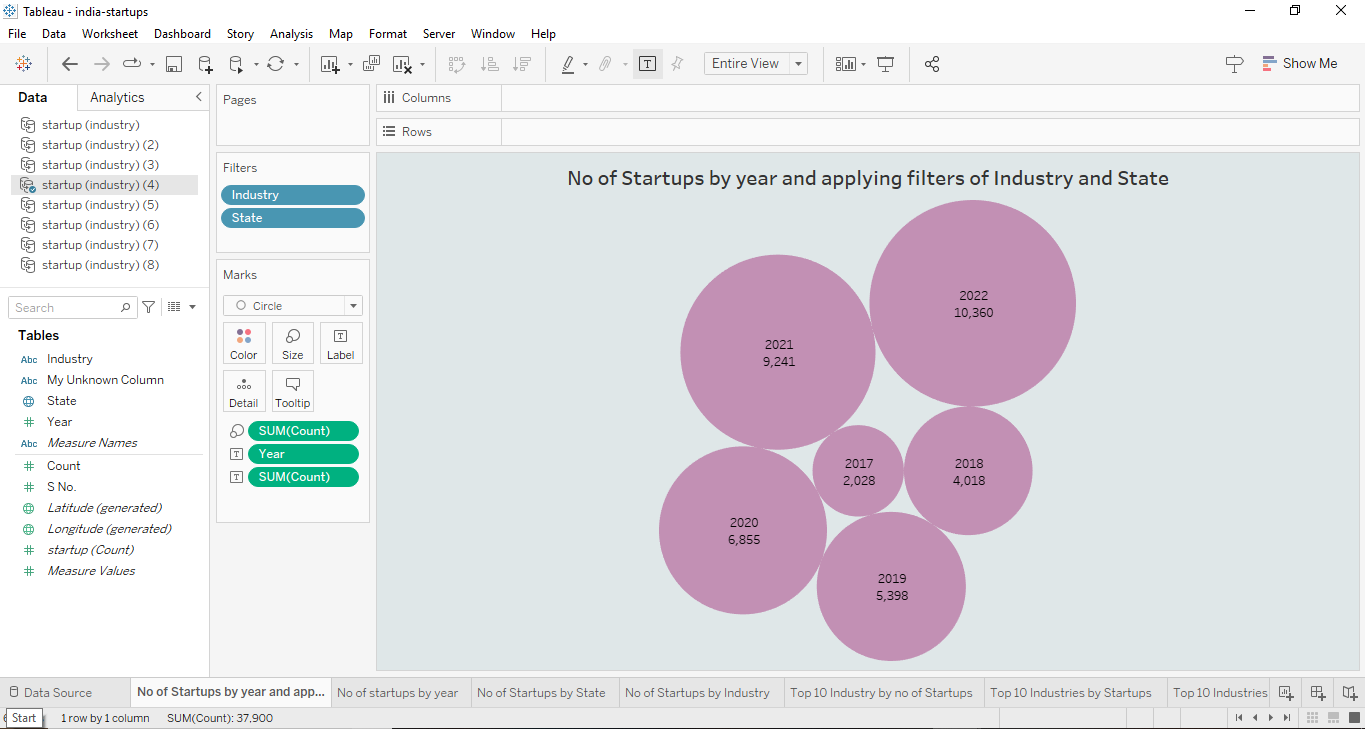 Tableau - india-startups
File Data Worksheet Dashboard Story Analysis Map Format Server Window Help
Entire View
Show Me
Data Analytics
startup (industry)
startup (industry) (2)
startup (industry) (3)
startup (industry) (4)
startup (industry) (5)
startup (industry) (6)
startup (industry) (7)
startup (industry) (8)
Search
Tables
Abc Industry
Abc My Unknown Column
State
Year
Abc Measure Names
Count
S No.
Latitude (generated)
Longitude (generated)
startup (Count)
Measure Values
Pages
Filters
Industry
State
Marks
Circle
Color Size Label
Detail Tooltip
SUM(Count)
Year
SUM(Count)
Columns
Rows
No of Startups by year and applying filters of Industry and State
2022
10,360
2021
9,241
2017
2,028
2018
4,018
2020
6,855
2019
5,398
Data Source No of Startups by year and app... No of startups by year No of Startups by State No of Startups by Industry Top 10 Industry by no of Startups Top 10 Industries by Startups Top 10 Industries
Start 1 row by 1 column SUM(Count): 37,900